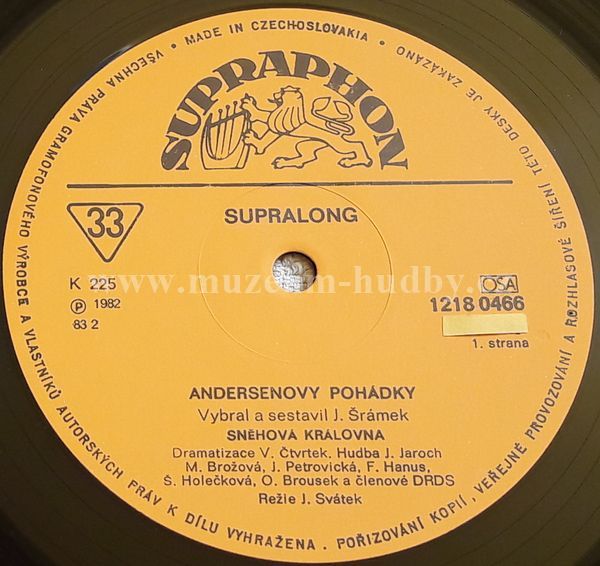 VŠECHNA PRÁVA GRAMOFONOVÉHO VÝROBCE A VLASTNÍKŮ AUTORSKÝCH PRÁV K DÍLU VYHRAŽENA. POŘIZOVÁNÍ KOPIÍ, VEŘEJNÉ PROVOZOVÁNÍ A ROZHLASOVÉ ŠÍŘENÍ TÉTO DESKY JE ZAKÁZÁNO
• MADE IN CZECHOSLOVAKIA •
SUPRAPHON
33
SUPRALONG
www.muzeum-hudby.
K 225
OSA
℗ 1982
1218 0466
83 2
1. strana
ANDERSENOVY POHÁDKY
Vybral a sestavil J. Šrámek
SNĚHOVÁ KRÁLOVNA
Dramatizace V. Čtvrtek. Hudba J. Jaroch
M. Brožová, J. Petrovická, F. Hanus,
Š. Holečková, O. Brousek a členové DRDS
Režie J. Svátek